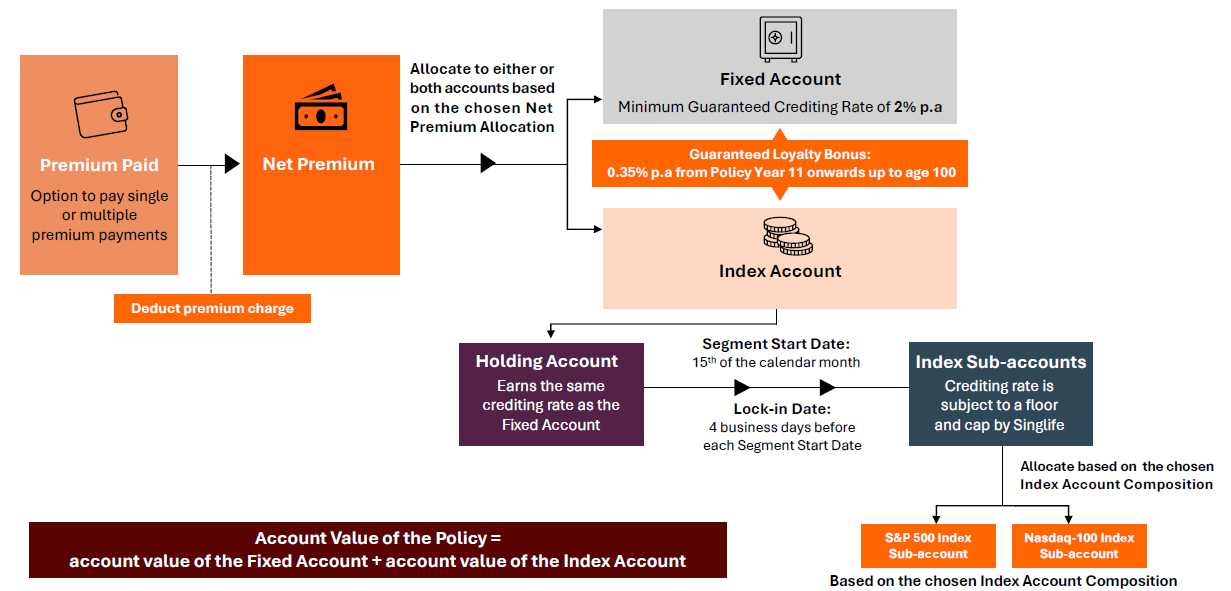 Premium Paid
Option to pay single
or multiple
premium payments
Deduct premium charge
Net Premium
Allocate to either or
both accounts based
on the chosen Net
Premium Allocation
Fixed Account
Minimum Guaranteed Crediting Rate of 2% p.a
Guaranteed Loyalty Bonus:
0.35% p.a from Policy Year 11 onwards up to age 100
Index Account
Holding Account
Earns the same
crediting rate as the
Fixed Account
Segment Start Date:
15th of the calendar month
Lock-in Date:
4 business days before
each Segment Start Date
Index Sub-accounts
Crediting rate is
subject to a floor
and cap by Singlife
Allocate based on the chosen
Index Account Composition
S&P 500 Index
Sub-account
Nasdaq-100 Index
Sub-account
Based on the chosen Index Account Composition
Account Value of the Policy =
account value of the Fixed Account + account value of the Index Account